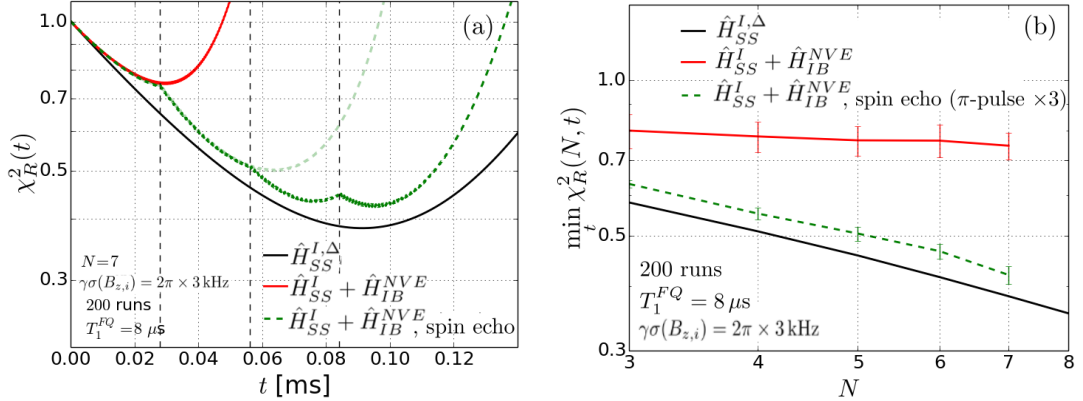 (a)
1.0
0.7
0.5
0.3
χ²_R(t)
N=7
γσ(B_{z,i}) = 2π × 3 kHz
200 runs
T_1^{FQ} =8 μs
Ĥ_{SS}^{I,Δ}
Ĥ_{SS}^{I} + Ĥ_{IB}^{NVE}
Ĥ_{SS}^{I} + Ĥ_{IB}^{NVE}, spin echo
0.00 0.02 0.04 0.06 0.08 0.10 0.12
t [ms]
(b)
Ĥ_{SS}^{I,Δ}
Ĥ_{SS}^{I} + Ĥ_{IB}^{NVE}
Ĥ_{SS}^{I} + Ĥ_{IB}^{NVE}, spin echo (π-pulse ×3)
1.0
0.7
0.5
0.3
min_t χ²_R(N, t)
200 runs
T_1^{FQ} = 8 μs
γσ(B_{z,i}) = 2π × 3 kHz
3 4 5 6 7 8
N